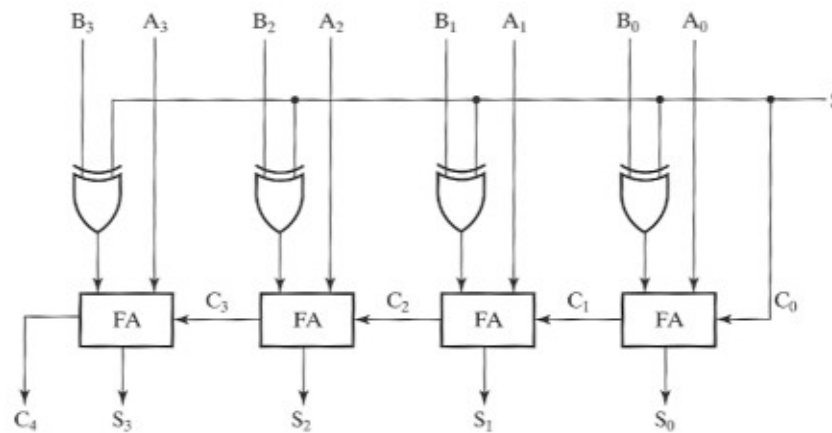 B₃ A₃ B₂ A₂ B₁ A₁ B₀ A₀
S
FA C₃ FA C₂ FA C₁ FA C₀
C₄ S₃ S₂ S₁ S₀